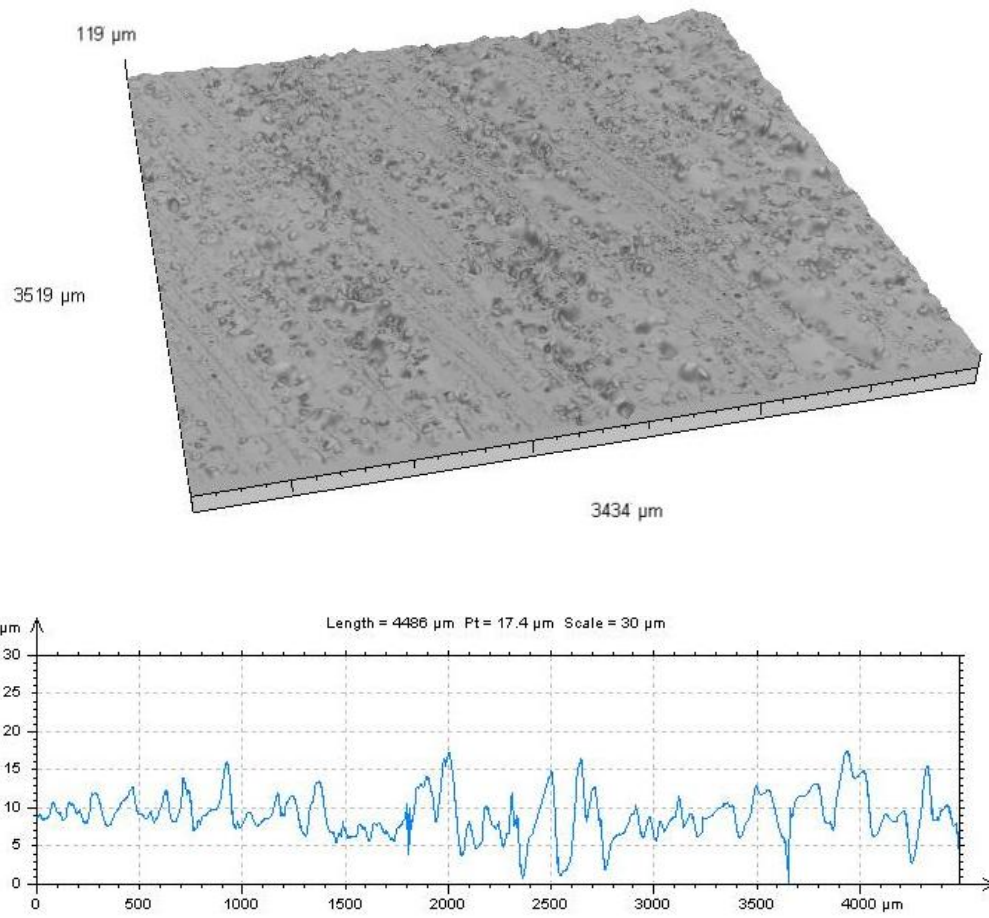 119 µm
3519 µm
3434 µm
Length = 4486 µm Pt = 17.4 µm Scale = 30 µm
µm
30
25
20
15
10
5
0
0 500 1000 1500 2000 2500 3000 3500 4000 µm